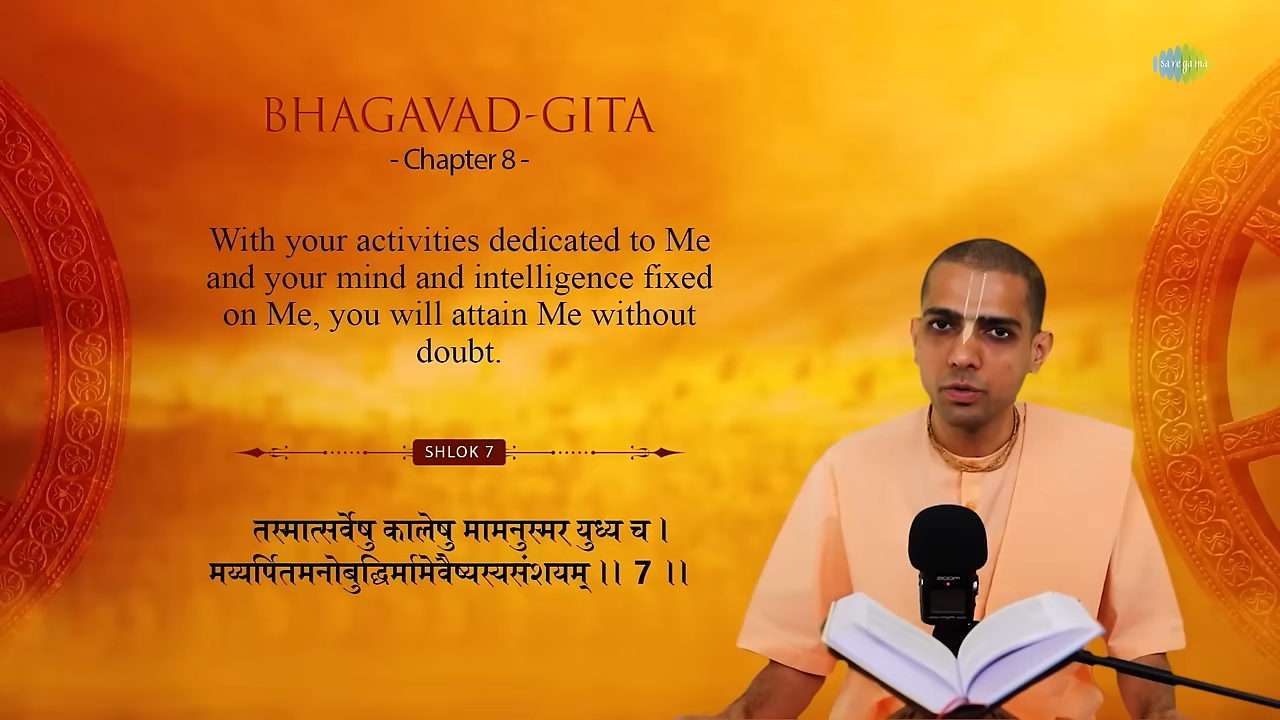 saregama
BHAGAVAD-GITA
- Chapter 8 -
With your activities dedicated to Me
and your mind and intelligence fixed
on Me, you will attain Me without
doubt.
SHLOK 7
तस्मात्सर्वेषु कालेषु मामनुस्मर युध्य च ।
मय्यर्पितमनोबुद्धिर्मामेवैष्यस्यसंशयम् ।। 7 ।।
zoom